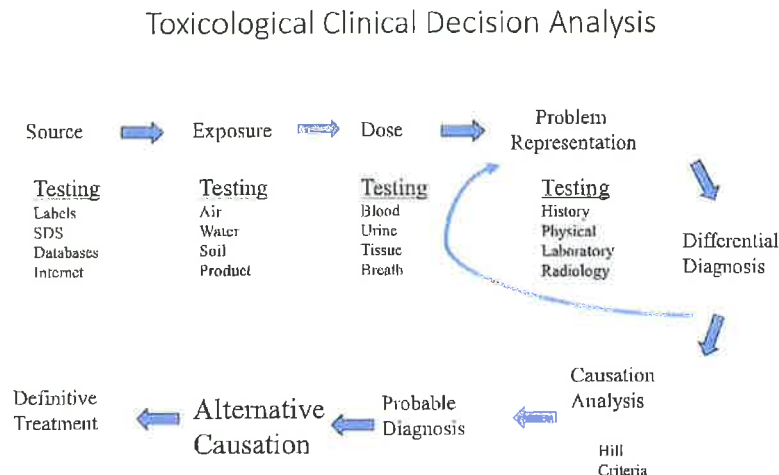 Toxicological Clinical Decision Analysis
Source
Exposure
Dose
Problem
Representation
Testing
Labels
SDS
Databases
Internet
Testing
Air
Water
Soil
Product
Testing
Blood
Urine
Tissue
Breath
Testing
History
Physical
Laboratory
Radiology
Differential
Diagnosis
Causation
Analysis
Hill
Criteria
Probable
Diagnosis
Alternative
Causation
Definitive
Treatment